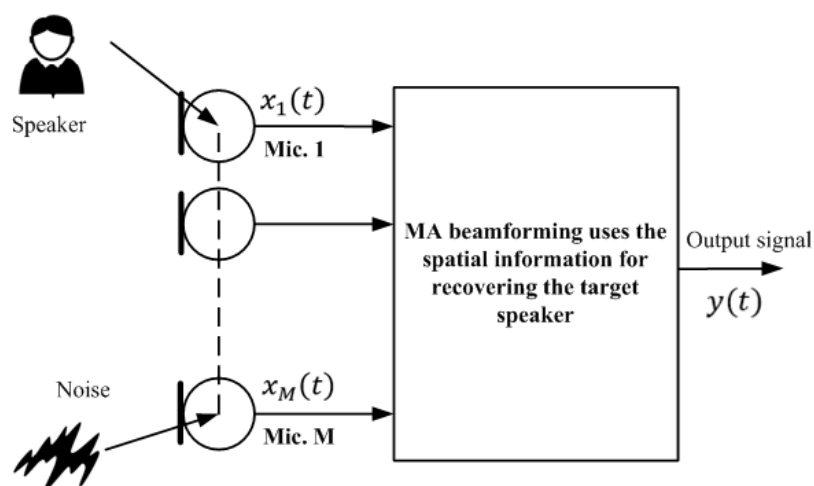 Speaker
x₁(t)
Mic. 1
MA beamforming uses the
spatial information for
recovering the target
speaker
Output signal
y(t)
Noise
x_M(t)
Mic. M